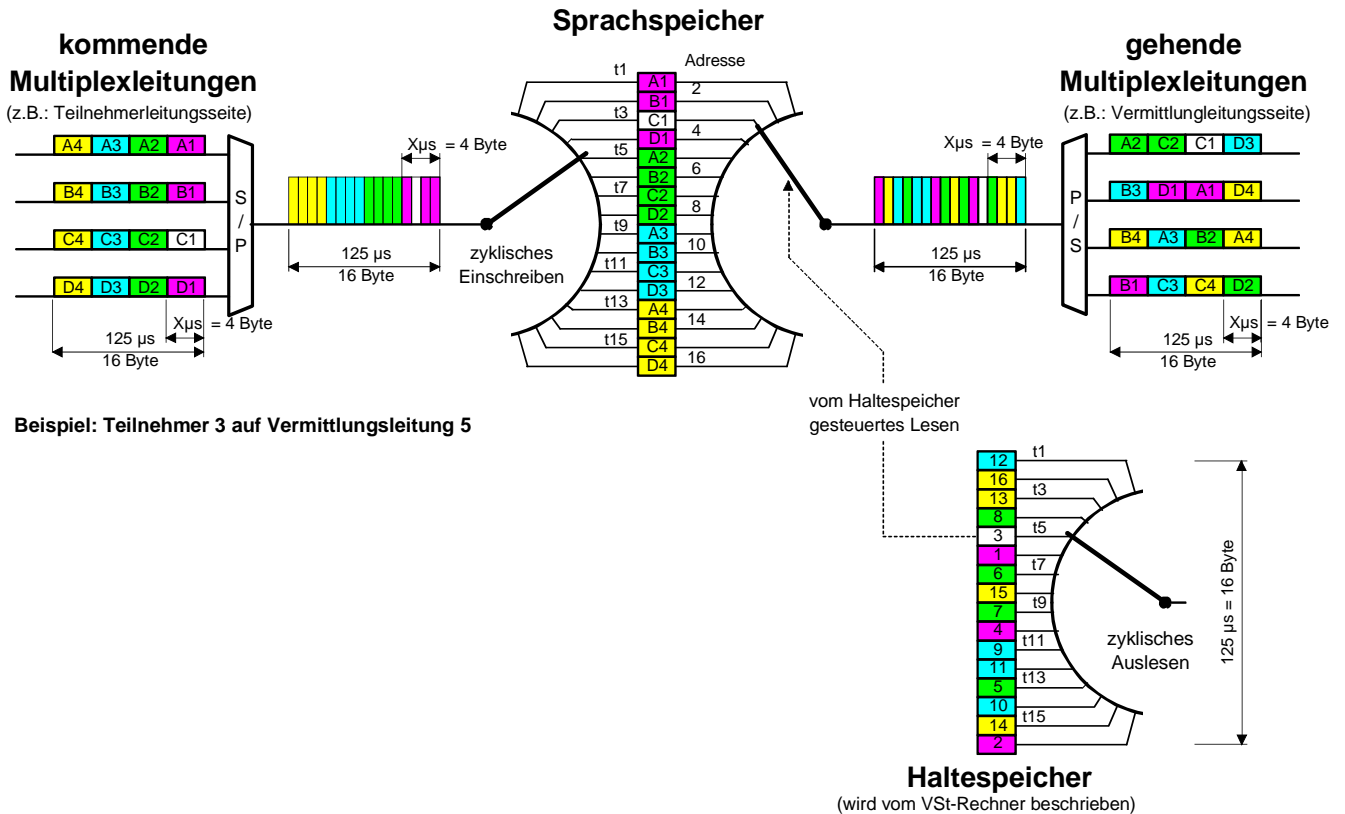 kommende
Multiplexleitungen
(z.B.: Teilnehmerleitungsseite)
A4 A3 A2 A1
B4 B3 B2 B1
C4 C3 C2 C1
D4 D3 D2 D1
Xµs = 4 Byte
125 µs
16 Byte
S
/
P
Xµs = 4 Byte
125 µs
16 Byte
zyklisches
Einschreiben
Sprachspeicher
Adresse
t1
t3
t5
t7
t9
t11
t13
t15
A1
B1
C1
D1
A2
B2
C2
D2
A3
B3
C3
D3
A4
B4
C4
D4
2
4
6
8
10
12
14
16
Xµs = 4 Byte
125 µs
16 Byte
P
/
S
gehende
Multiplexleitungen
(z.B.: Vermittlungleitungsseite)
A2 C2 C1 D3
B3 D1 A1 D4
B4 A3 B2 A4
B1 C3 C4 D2
Xµs = 4 Byte
125 µs
16 Byte
vom Haltespeicher
gesteuertes Lesen
Beispiel: Teilnehmer 3 auf Vermittlungsleitung 5
12
16
13
8
3
1
6
15
7
4
9
11
5
10
14
2
t1
t3
t5
t7
t9
t11
t13
t15
zyklisches
Auslesen
125 µs = 16 Byte
Haltespeicher
(wird vom VSt-Rechner beschrieben)